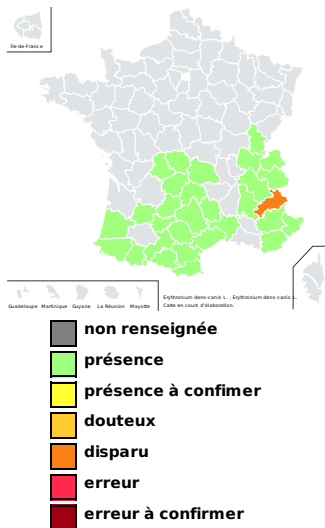 Île-de-France
Guadeloupe Martinique Guyane La Réunion Mayotte
Erythronium dens-canis L. , Erythronium dens-canis L.
Carte en cours d'élaboration.
non renseignée
présence
présence à confimer
douteux
disparu
erreur
erreur à confirmer